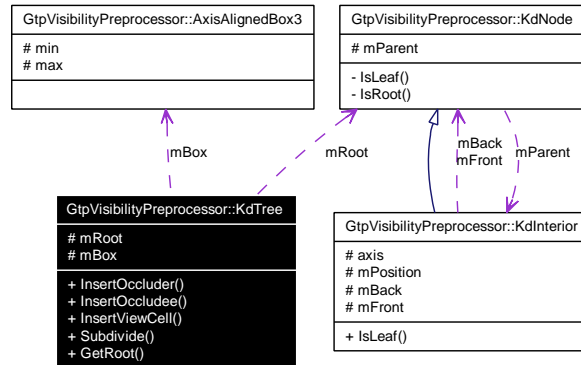 GtpVisibilityPreprocessor::AxisAlignedBox3
# min
# max
GtpVisibilityPreprocessor::KdNode
# mParent
- IsLeaf()
- IsRoot()
mBox
mRoot
mBack
mFront
mParent
GtpVisibilityPreprocessor::KdTree
# mRoot
# mBox
+ InsertOccluder()
+ InsertOccludee()
+ InsertViewCell()
+ Subdivide()
+ GetRoot()
GtpVisibilityPreprocessor::KdInterior
# axis
# mPosition
# mBack
# mFront
+ IsLeaf()